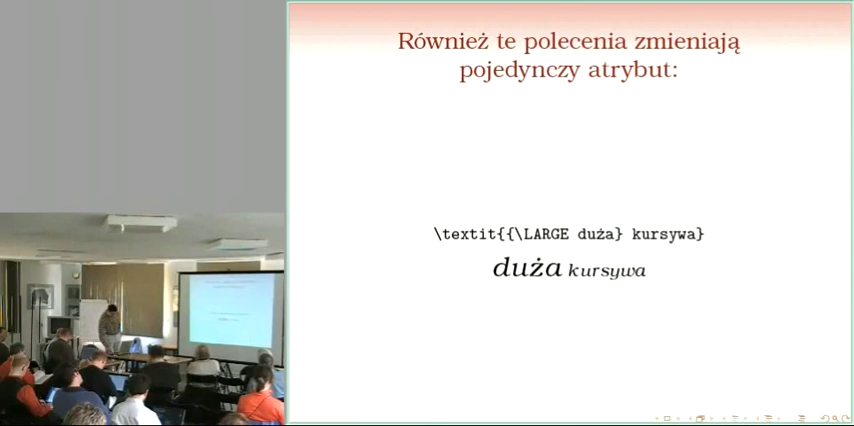 Również te polecenia zmieniają
pojedynczy atrybut:
\textit{{\LARGE duża} kursywa}
duża kursywa